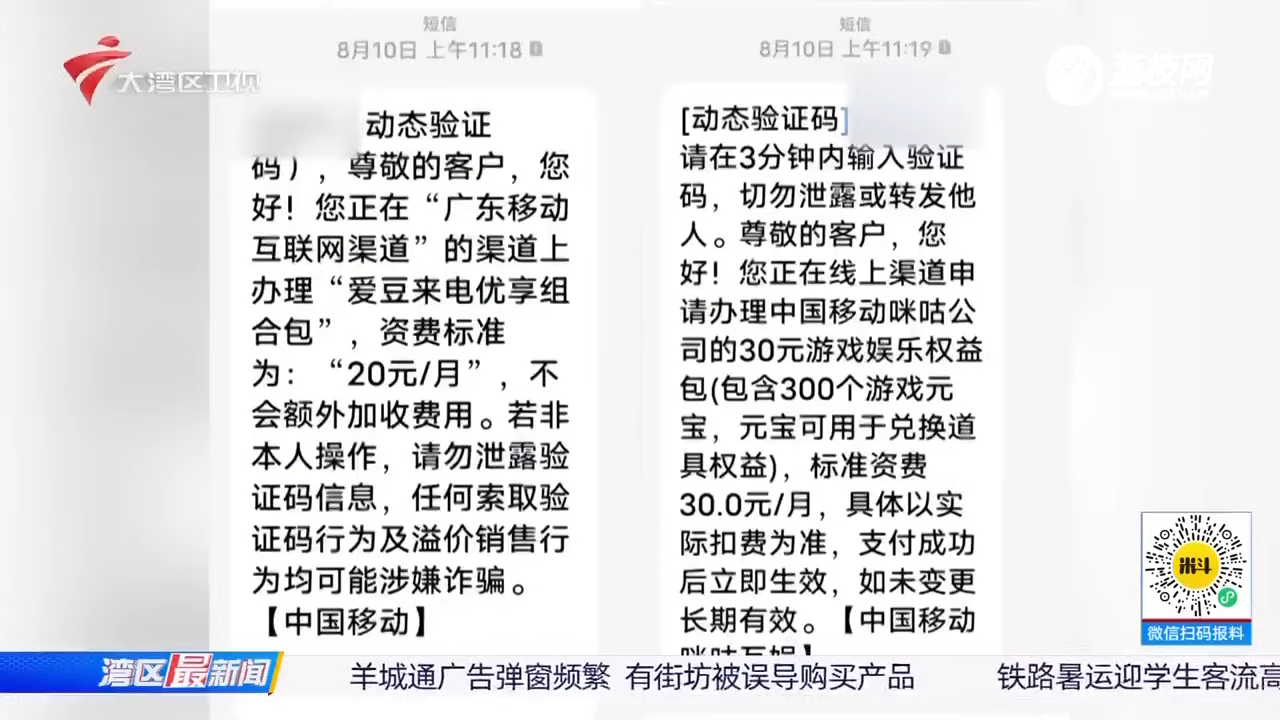 短信
8月10日 上午11:18
动态验证
码），尊敬的客户，您
好！您正在“广东移动
互联网渠道”的渠道上
办理“爱豆来电优享组
合包”，资费标准
为：“20元/月”，不
会额外加收费用。若非
本人操作，请勿泄露验
证码信息，任何索取验
证码行为及溢价销售行
为均可能涉嫌诈骗。
【中国移动】
短信
8月10日 上午11:19
[动态验证码]
请在3分钟内输入验证
码，切勿泄露或转发他
人。尊敬的客户，您
好！您正在线上渠道申
请办理中国移动咪咕公
司的30元游戏娱乐权益
包(包含300个游戏元
宝，元宝可用于兑换道
具权益)，标准资费
30.0元/月，具体以实
际扣费为准，支付成功
后立即生效，如未变更
长期有效。【中国移动
咪咕互娱】
大湾区卫视
荔枝网
米斗
微信扫码报料
湾区最新闻
羊城通广告弹窗频繁 有街坊被误导购买产品
铁路暑运迎学生客流高